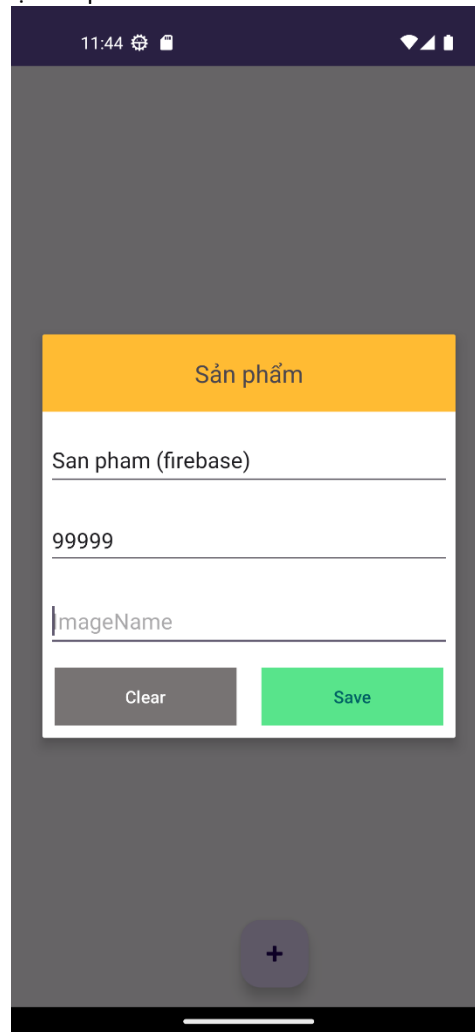 11:44
Sản phẩm
San pham (firebase)
99999
ImageName
Clear
Save
+